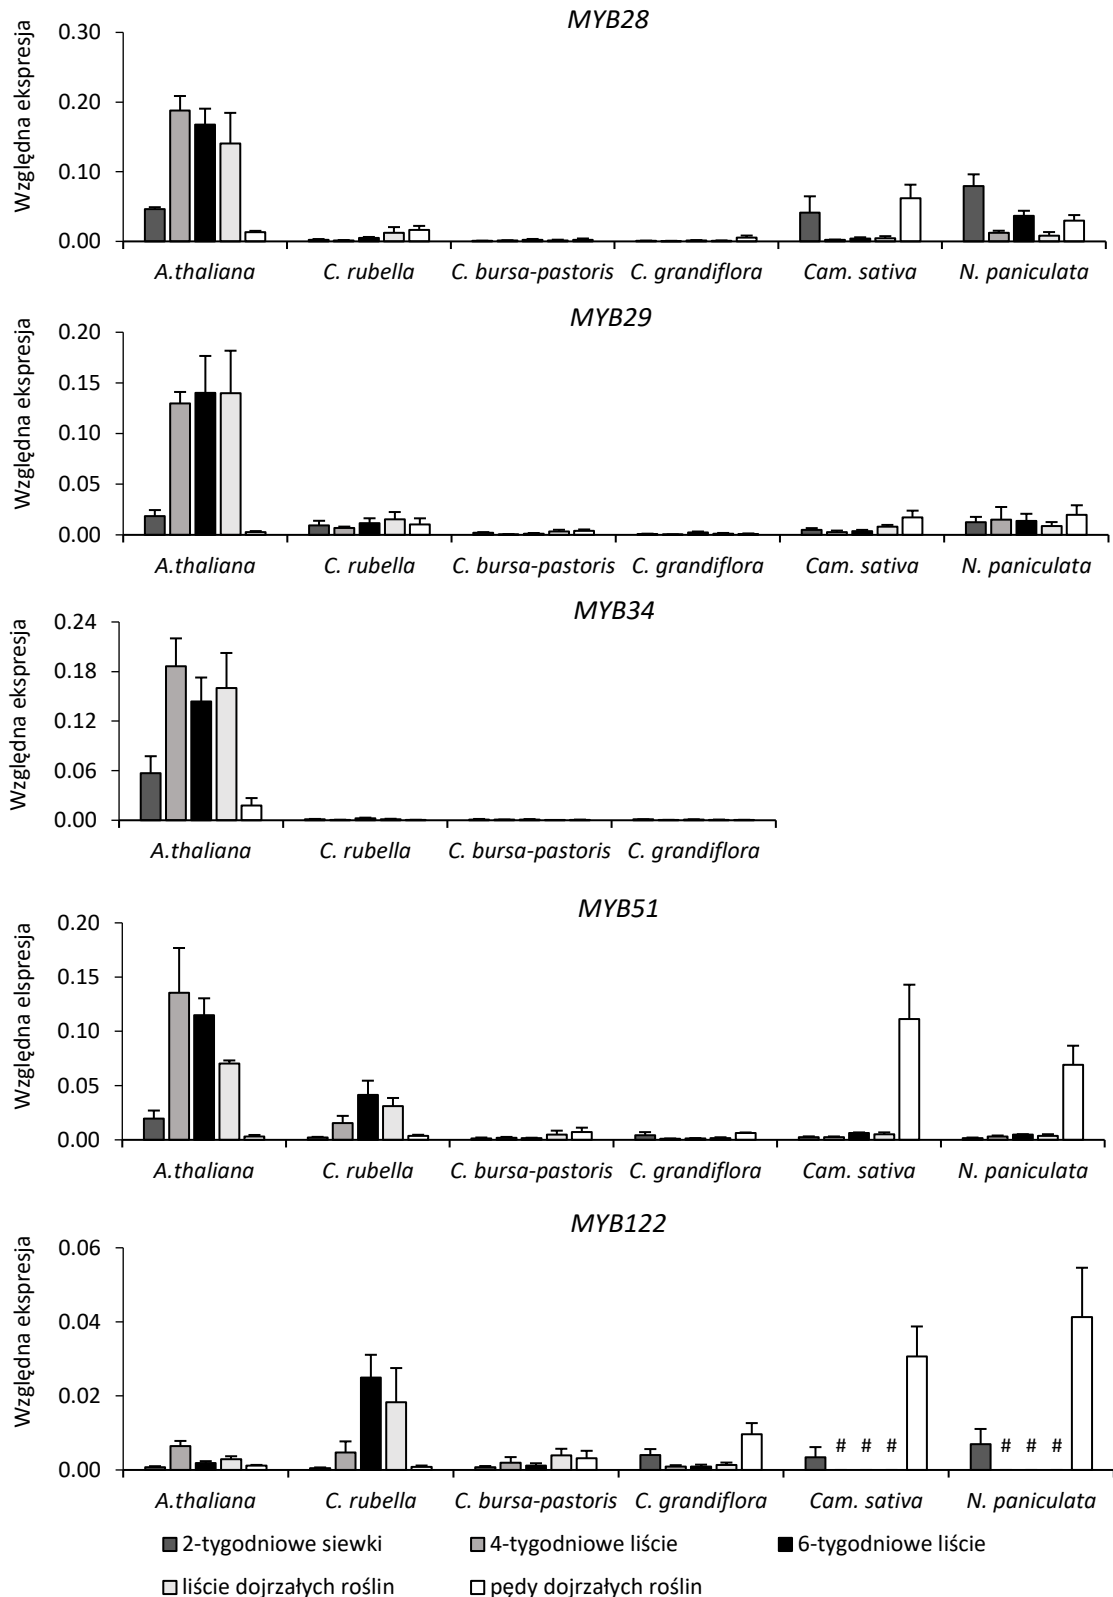 MYB28
Względna ekspresja
0.30
0.20
0.10
0.00
A.thaliana C. rubella C. bursa-pastoris C. grandiflora Cam. sativa N. paniculata
MYB29
Względna ekspresja
0.20
0.15
0.10
0.05
0.00
A.thaliana C. rubella C. bursa-pastoris C. grandiflora Cam. sativa N. paniculata
MYB34
Względna ekspresja
0.24
0.18
0.12
0.06
0.00
A.thaliana C. rubella C. bursa-pastoris C. grandiflora
MYB51
Względna elspresja
0.20
0.15
0.10
0.05
0.00
A.thaliana C. rubella C. bursa-pastoris C. grandiflora Cam. sativa N. paniculata
MYB122
Względna ekspresja
0.06
0.04
0.02
0.00
# # # # # #
A.thaliana C. rubella C. bursa-pastoris C. grandiflora Cam. sativa N. paniculata
2-tygodniowe siewki 4-tygodniowe liście 6-tygodniowe liście
liście dojrzałych roślin pędy dojrzałych roślin